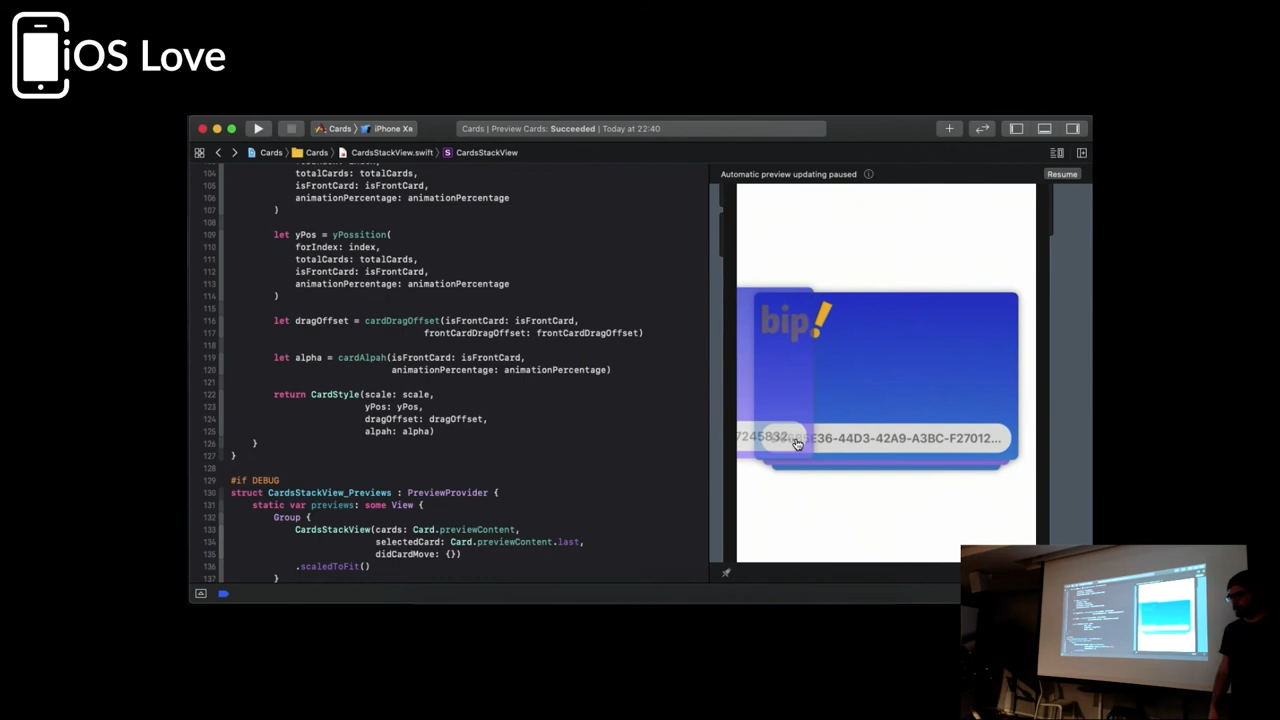 iOS Love
Cards
iPhone XR
Cards | Preview Cards: Succeeded | Today at 22:40
Cards
Cards
CardsStackView.swift
S CardsStackView
104 totalCards: totalCards,
105 isFrontCard: isFrontCard,
106 animationPercentage: animationPercentage
107 )
108
109 let yPos = yPossition(
110 forIndex: index,
111 totalCards: totalCards,
112 isFrontCard: isFrontCard,
113 animationPercentage: animationPercentage
114 )
115
116 let dragOffset = cardDragOffset(isFrontCard: isFrontCard,
117 frontCardDragOffset: frontCardDragOffset)
118
119 let alpha = cardAlpah(isFrontCard: isFrontCard,
120 animationPercentage: animationPercentage)
121
122 return CardStyle(scale: scale,
123 yPos: yPos,
124 dragOffset: dragOffset,
125 alpah: alpha)
126 }
127 }
128
129 #if DEBUG
130 struct CardsStackView_Previews : PreviewProvider {
131 static var previews: some View {
132 Group {
133 CardsStackView(cards: Card.previewContent,
134 selectedCard: Card.previewContent.last,
135 didCardMove: {})
136 .scaledToFit()
137 }
Automatic preview updating paused
Resume
bip!
7245832
E36-44D3-42A9-A3BC-F27012...